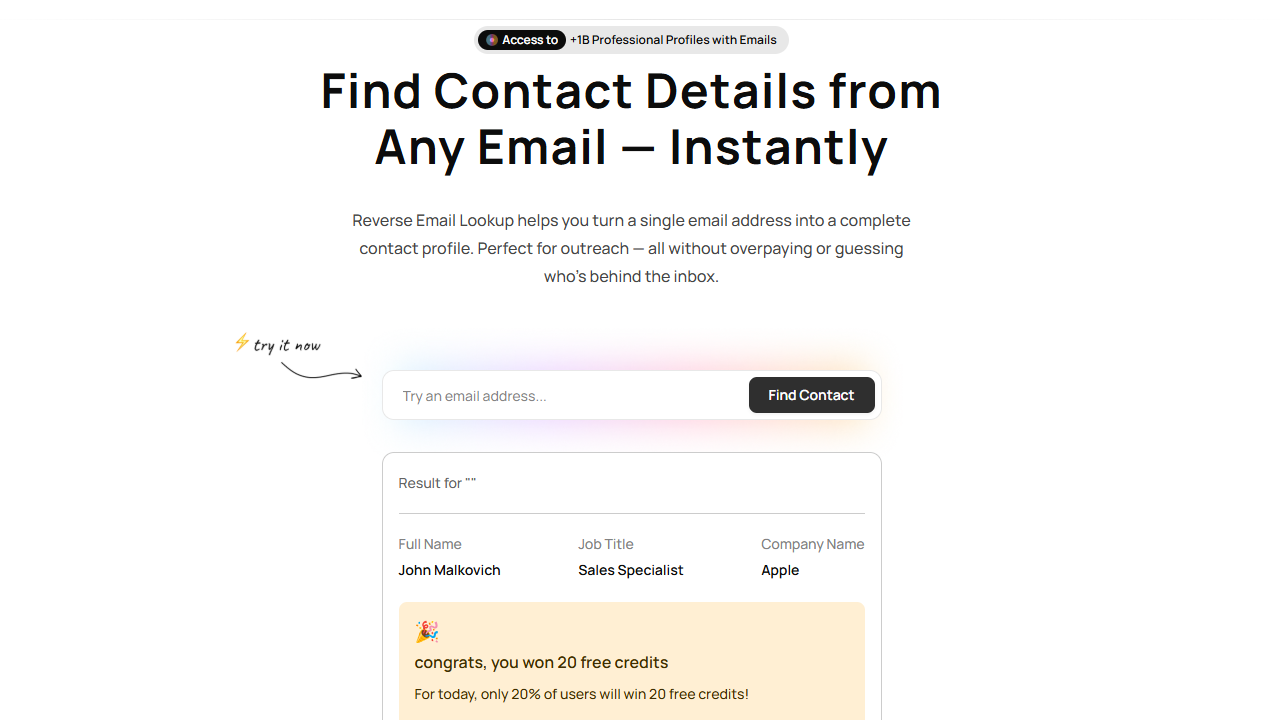 Access to +1B Professional Profiles with Emails
Find Contact Details from
Any Email — Instantly
Reverse Email Lookup helps you turn a single email address into a complete
contact profile. Perfect for outreach — all without overpaying or guessing
who's behind the inbox.
⚡try it now
Try an email address...
Find Contact
Result for ""
Full Name Job Title Company Name
John Malkovich Sales Specialist Apple
🎉
congrats, you won 20 free credits
For today, only 20% of users will win 20 free credits!